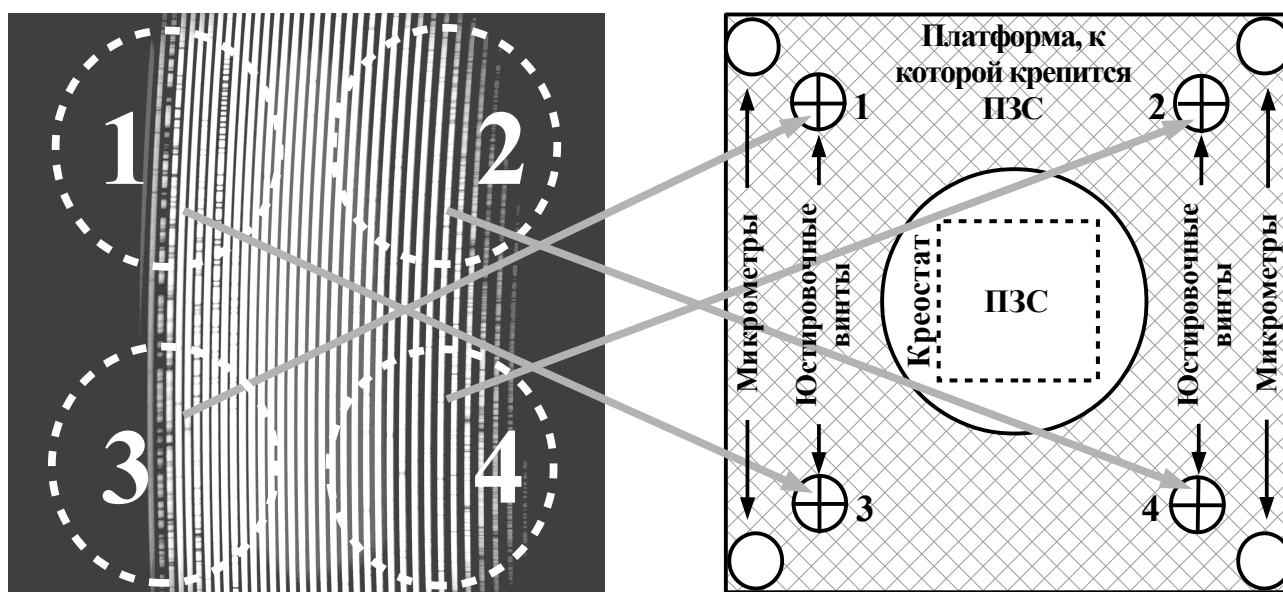 1
2
3
4
Платформа, к
которой крепится
ПЗС
1
2
Микрометры
Юстировочные
винты
Креостат
ПЗС
Юстировочные
винты
Микрометры
3
4